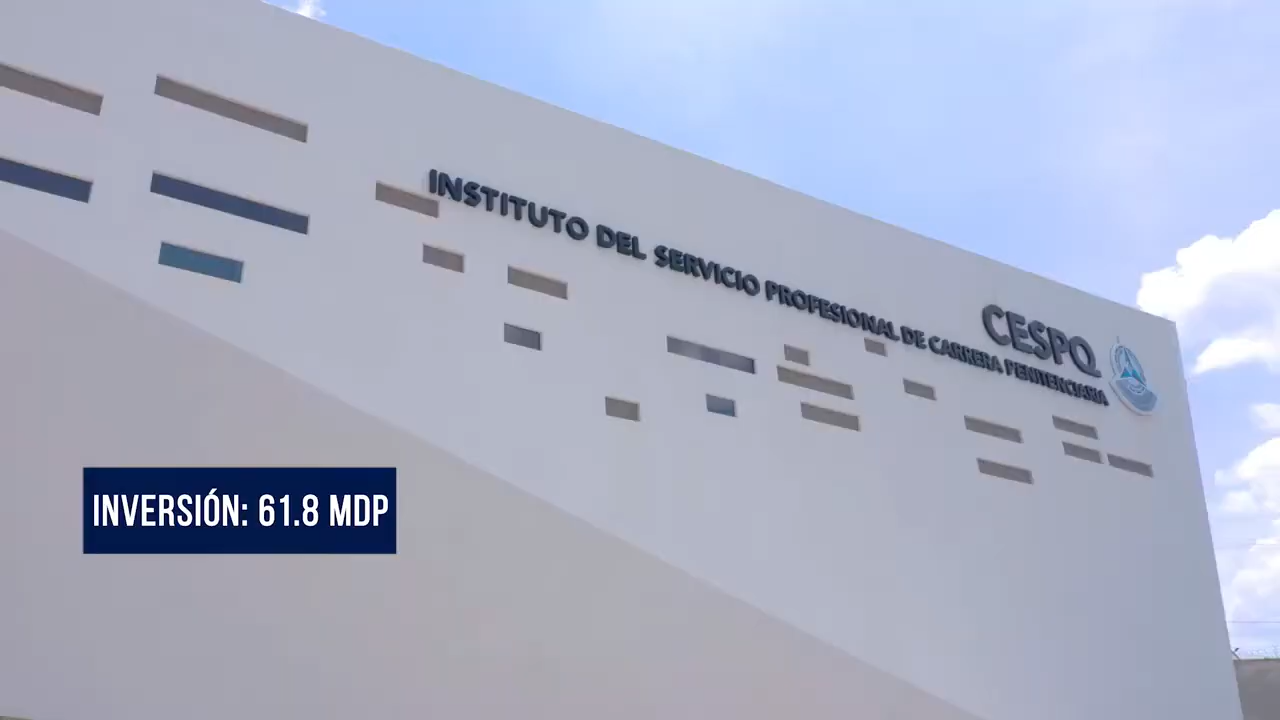 CESPQ
INSTITUTO DEL SERVICIO PROFESIONAL DE CARRERA PENITENCIARIA
INVERSIÓN: 61.8 MDP